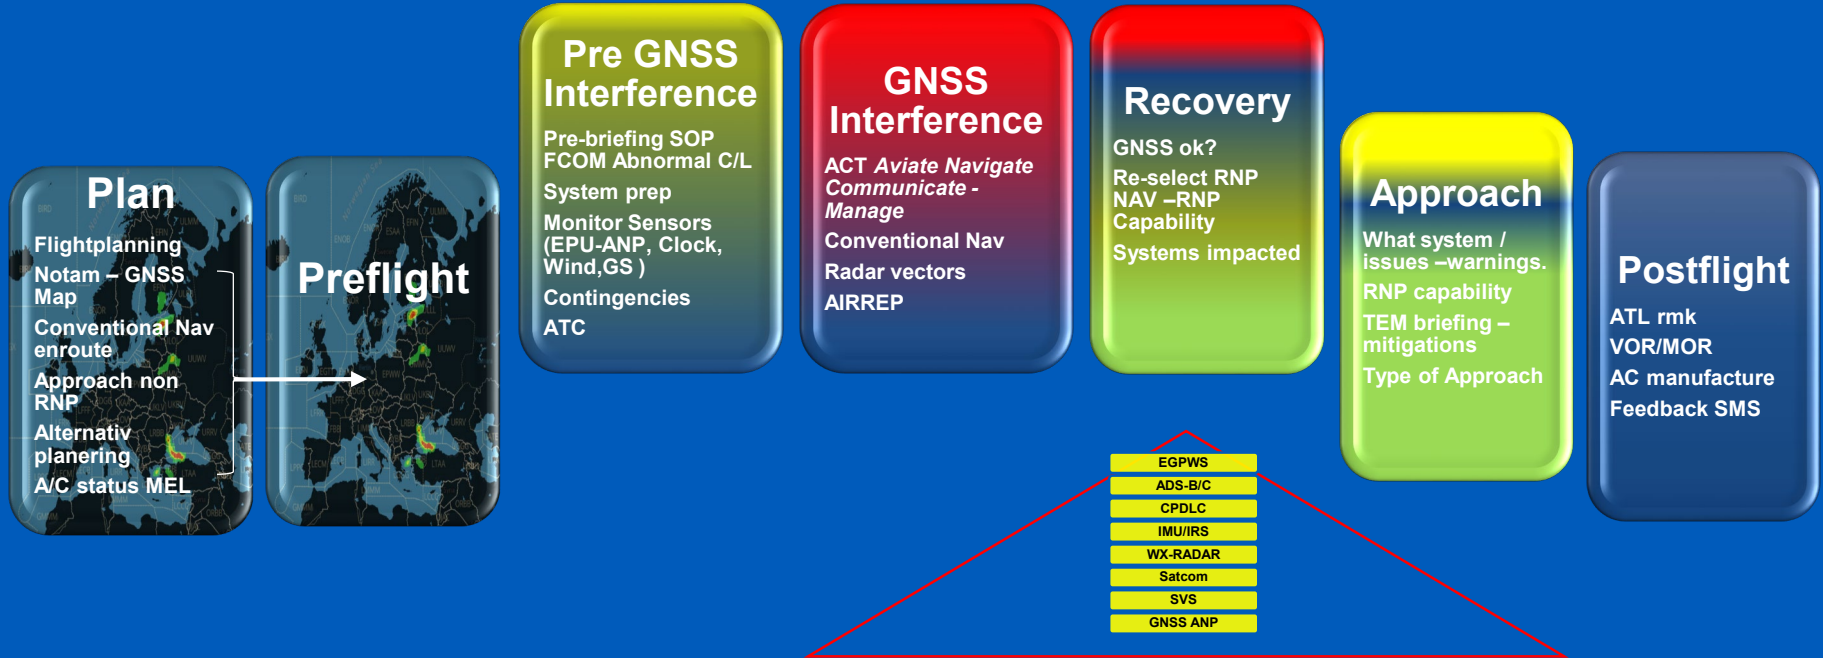 Plan
Flightplanning
Notam – GNSS
Map
Conventional Nav
enroute
Approach non
RNP
Alternativ
planering
A/C status MEL
Preflight
Pre GNSS
Interference
Pre-briefing SOP
FCOM Abnormal C/L
System prep
Monitor Sensors
(EPU-ANP, Clock,
Wind,GS )
Contingencies
ATC
GNSS
Interference
ACT Aviate Navigate
Communicate -
Manage
Conventional Nav
Radar vectors
AIRREP
Recovery
GNSS ok?
Re-select RNP
NAV –RNP
Capability
Systems impacted
EGPWS
ADS-B/C
CPDLC
IMU/IRS
WX-RADAR
Satcom
SVS
GNSS ANP
Approach
What system /
issues –warnings.
RNP capability
TEM briefing –
mitigations
Type of Approach
Postflight
ATL rmk
VOR/MOR
AC manufacture
Feedback SMS